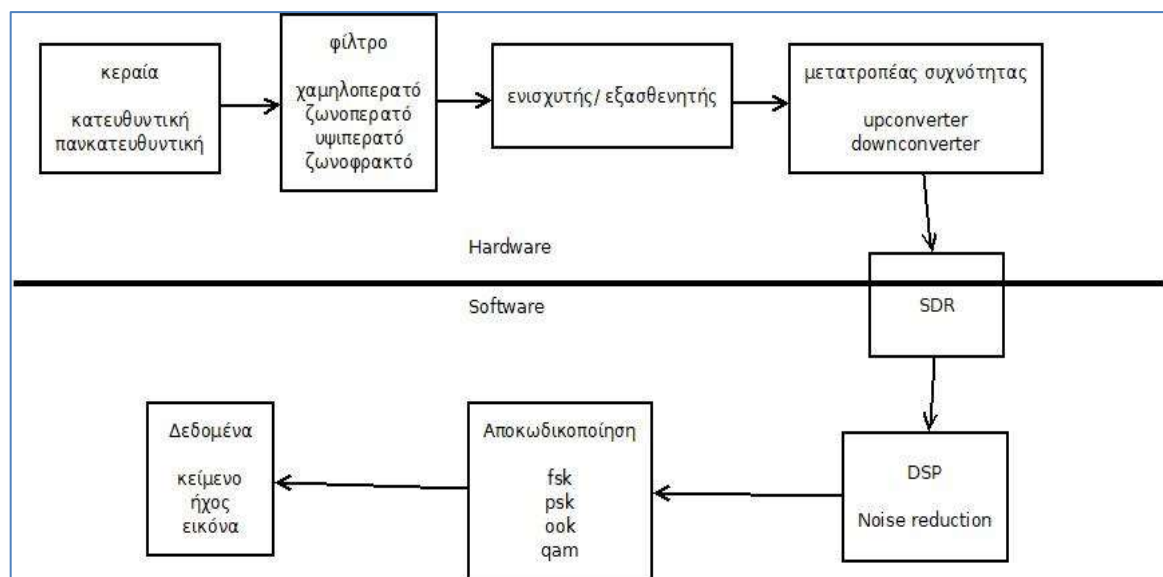 κεραία
κατευθυντική
πανκατευθυντική
φίλτρο
χαμηλοπερατό
ζωνοπερατό
υψιπερατό
ζωνοφρακτό
ενισχυτής/ εξασθενητής
μετατροπέας συχνότητας
upconverter
downconverter
Hardware
Software
SDR
DSP
Noise reduction
Αποκωδικοποίηση
fsk
psk
ook
qam
Δεδομένα
κείμενο
ήχος
εικόνα